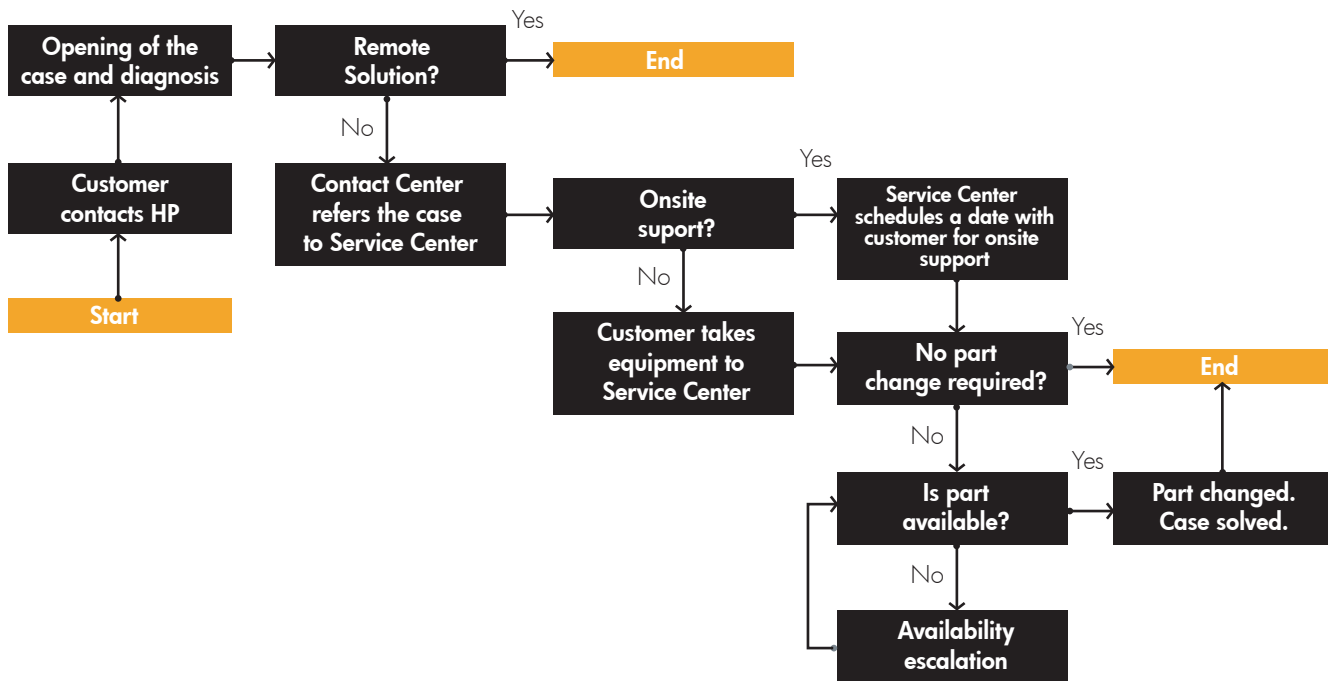 Opening of the
case and diagnosis
Remote
Solution?
Yes
End
No
Customer
contacts HP
Contact Center
refers the case
to Service Center
Onsite
suport?
Yes
Service Center
schedules a date with
customer for onsite
support
No
Start
Customer takes
equipment to
Service Center
No part
change required?
Yes
End
No
Is part
available?
Yes
Part changed.
Case solved.
No
Availability
escalation